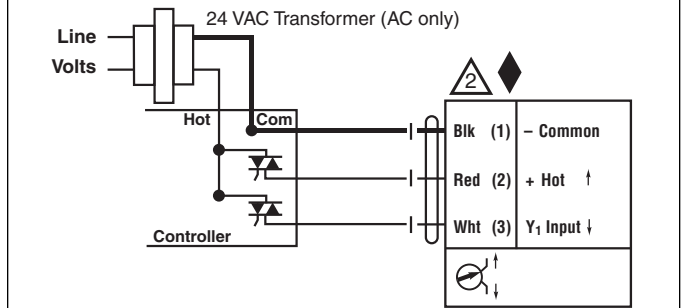 24 VAC Transformer (AC only)
Line
Volts
2
Hot Com
Blk (1) – Common
Red (2) + Hot ↑
Wht (3) Y₁ Input ↓
Controller